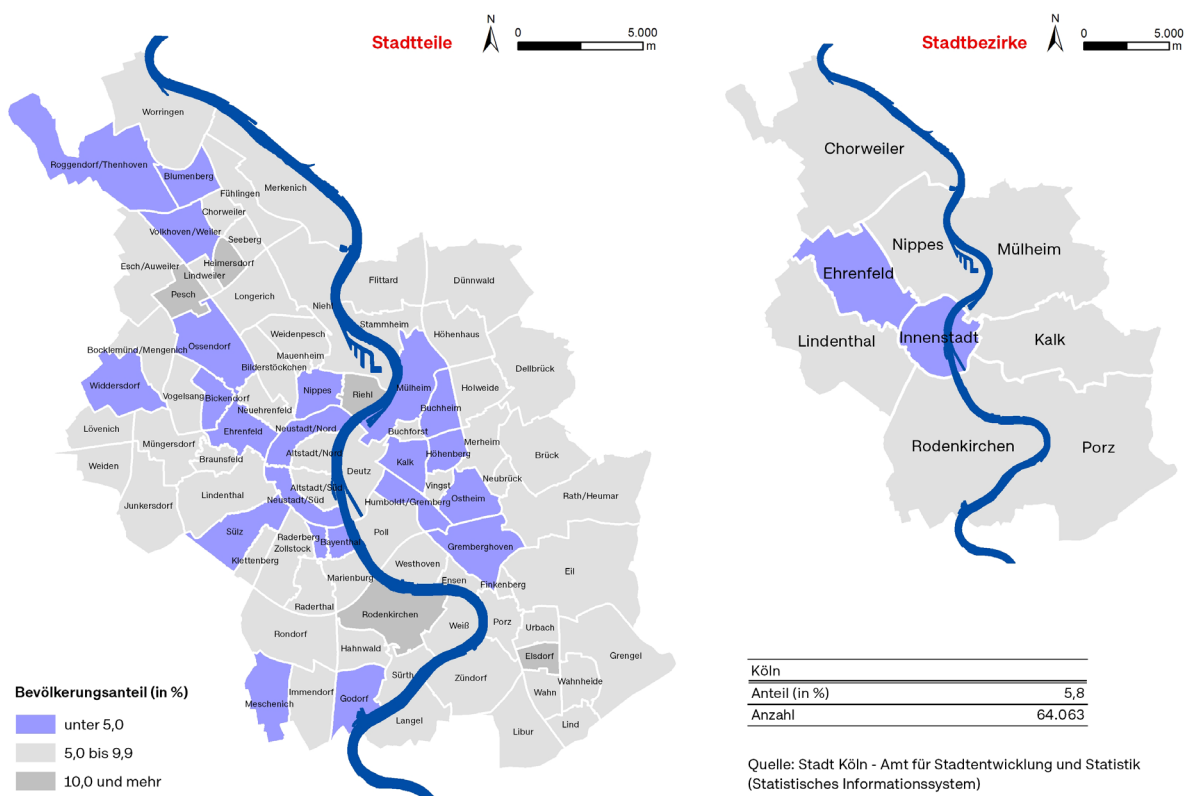 Stadtteile
N
0
5.000
m
Stadtbezirke
N
0
5.000
m
Worringen
Roggendorf/Thenhoven
Blumenberg
Fühlingen
Merkenich
Chorweiler
Volkhoven/Weiler
Seeberg
Esch/Auweiler
Heimersdorf
Lindweiler
Pesch
Longerich
Niehl
Flittard
Dünnwald
Stammheim
Höhenhaus
Weidenpesch
Ossendorf
Bocklemünd/Mengenich
Mauenheim
Bilderstöckchen
Dellbrück
Widdersdorf
Vogelsang
Bickendorf
Nippes
Riehl
Mülheim
Holweide
Neuehrenfeld
Buchheim
Lövenich
Ehrenfeld
Neustadt/Nord
Buchforst
Müngersdorf
Merheim
Altstadt/Nord
Höhenberg
Brück
Weiden
Braunsfeld
Kalk
Deutz
Neubrück
Vingst
Altstadt/Süd
Lindenthal
Neustadt/Süd
Humboldt/Gremberg
Ostheim
Rath/Heumar
Junkersdorf
Sülz
Poll
Raderberg
Bayenthal
Zollstock
Gremberghoven
Klettenberg
Westhoven
Eil
Marienburg
Ensen
Finkenberg
Raderthal
Rodenkirchen
Rondorf
Weiß
Porz
Urbach
Hahnwald
Elsdorf
Grengel
Sürth
Zündorf
Wahnheide
Immendorf
Godorf
Wahn
Meschenich
Langel
Lind
Libur
Chorweiler
Nippes
Mülheim
Ehrenfeld
Innenstadt
Lindenthal
Kalk
Rodenkirchen
Porz
Bevölkerungsanteil (in %)
unter 5,0
5,0 bis 9,9
10,0 und mehr
Köln
Anteil (in %) 5,8
Anzahl 64.063
Quelle: Stadt Köln - Amt für Stadtentwicklung und Statistik
(Statistisches Informationssystem)